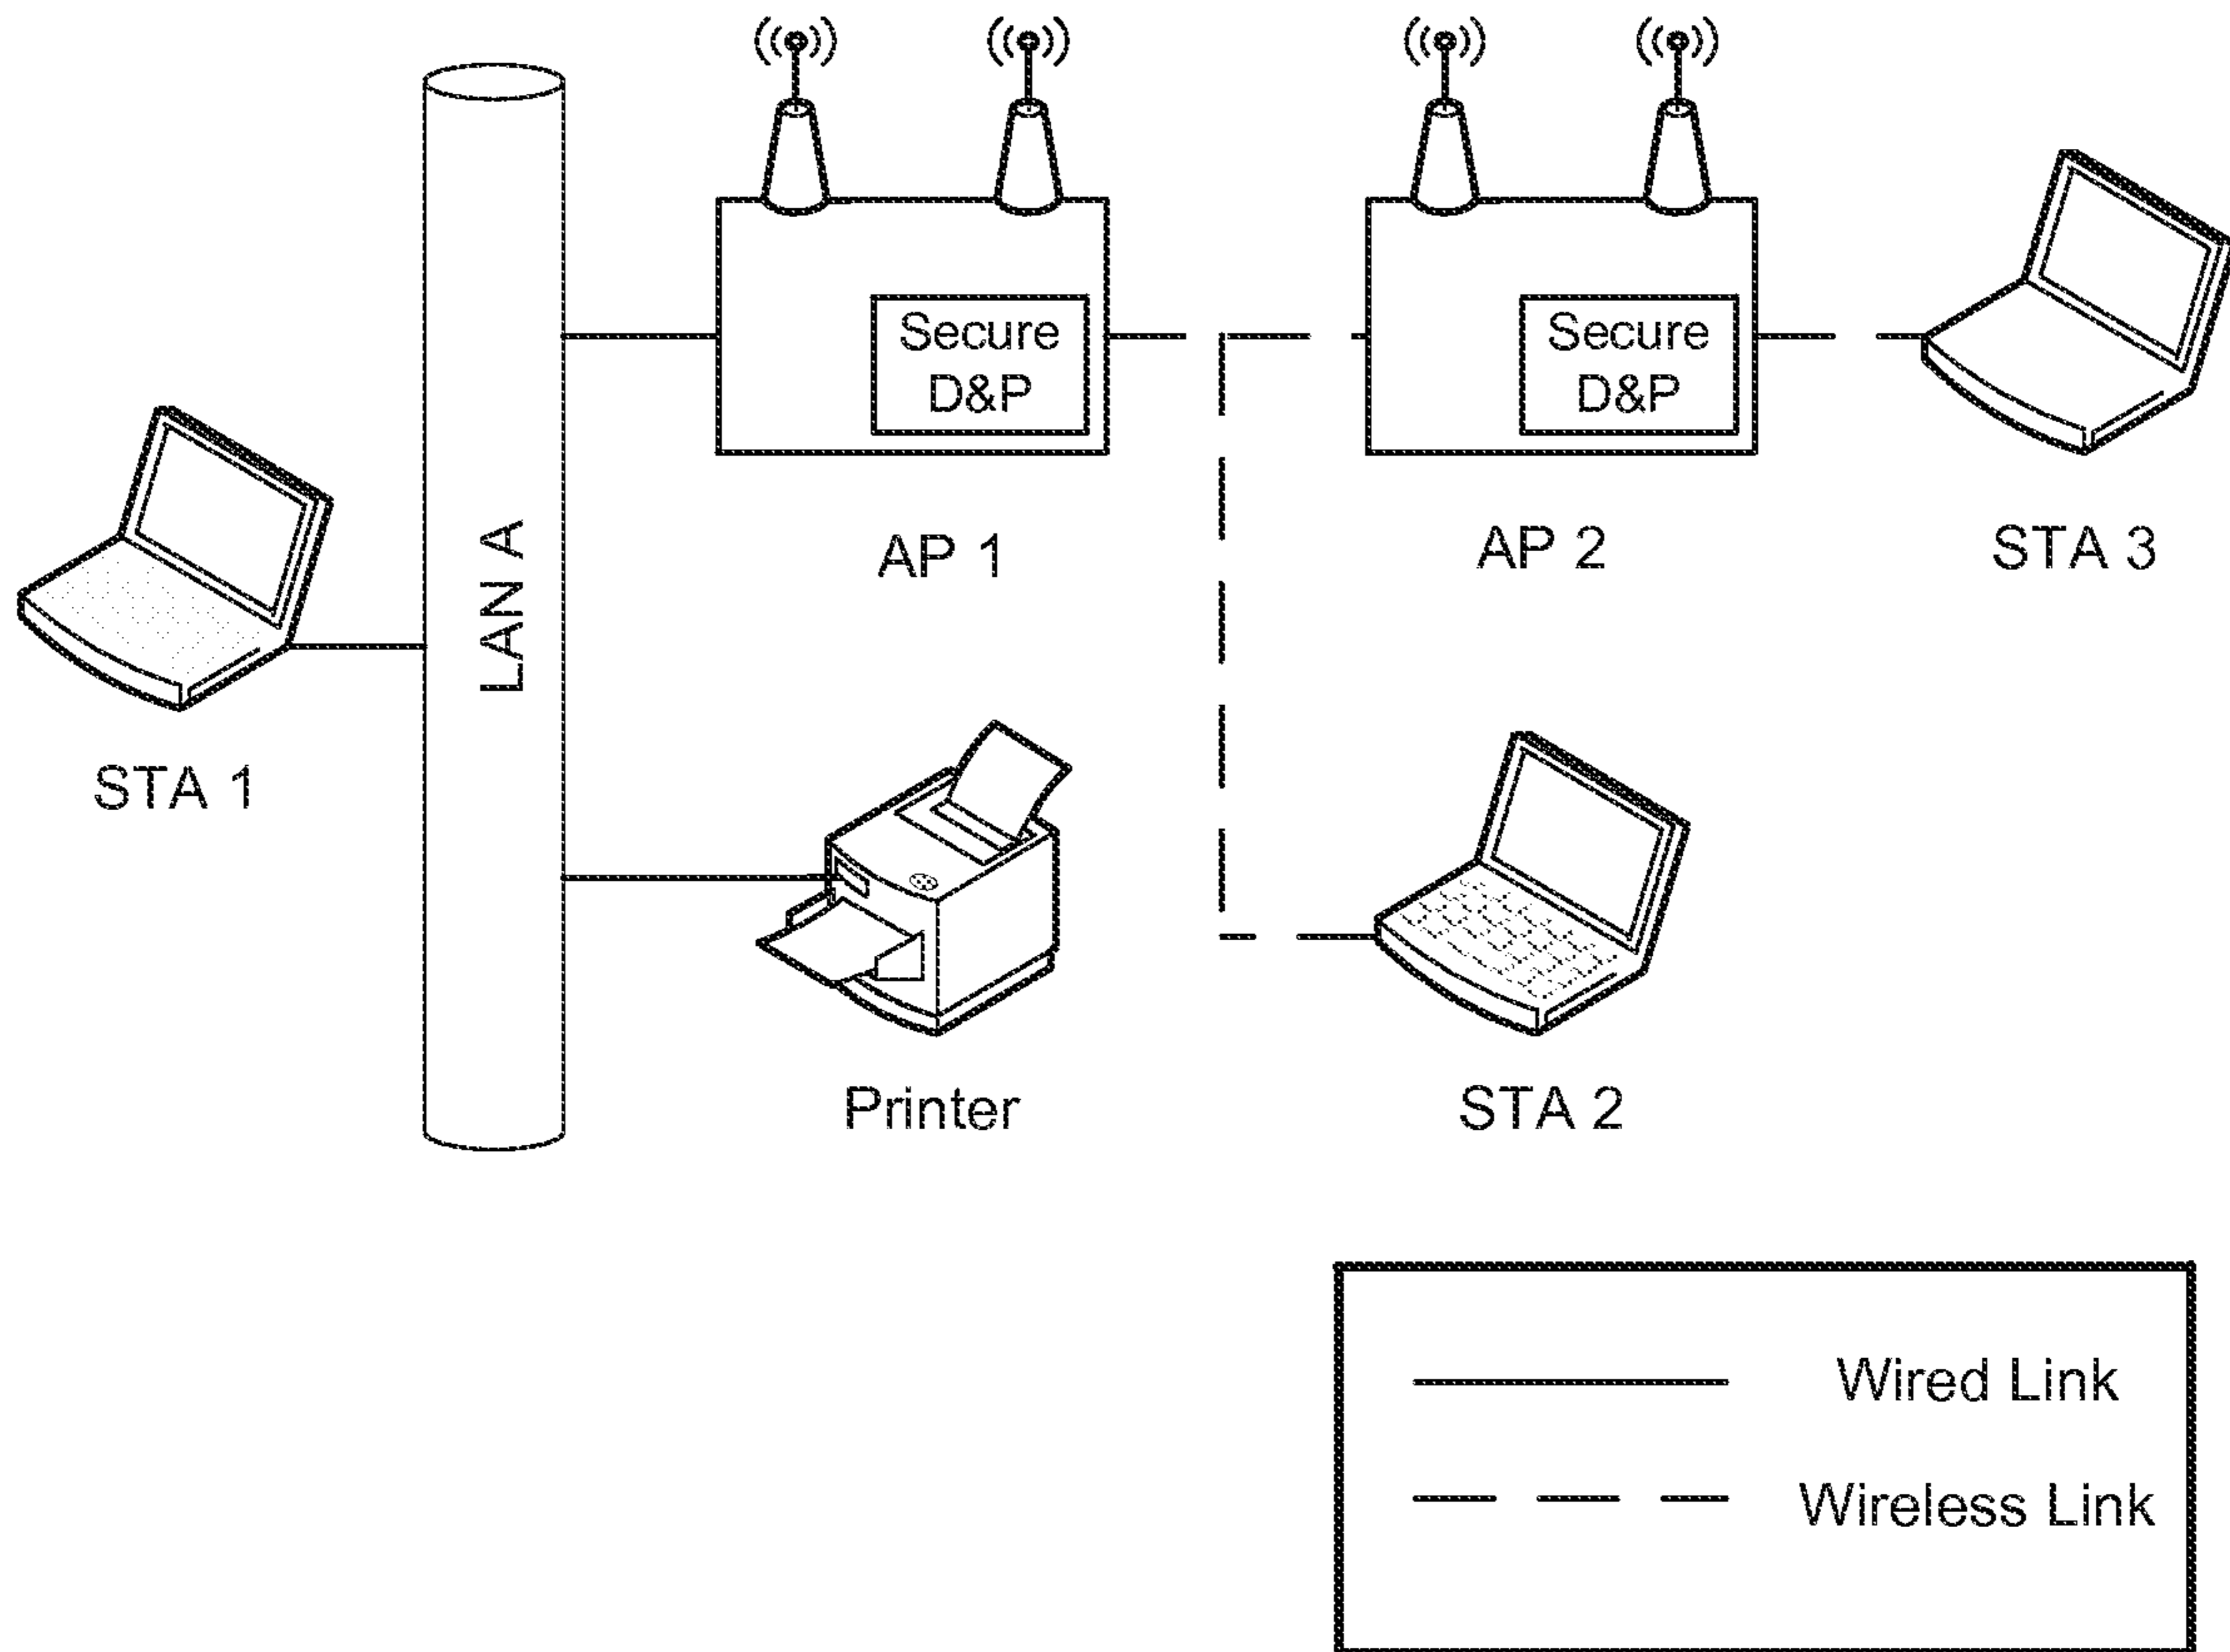 Secure
D&P
Secure
D&P
AP 1
AP 2
STA 3
LAN A
STA 1
Printer
STA 2
Wired Link
Wireless Link